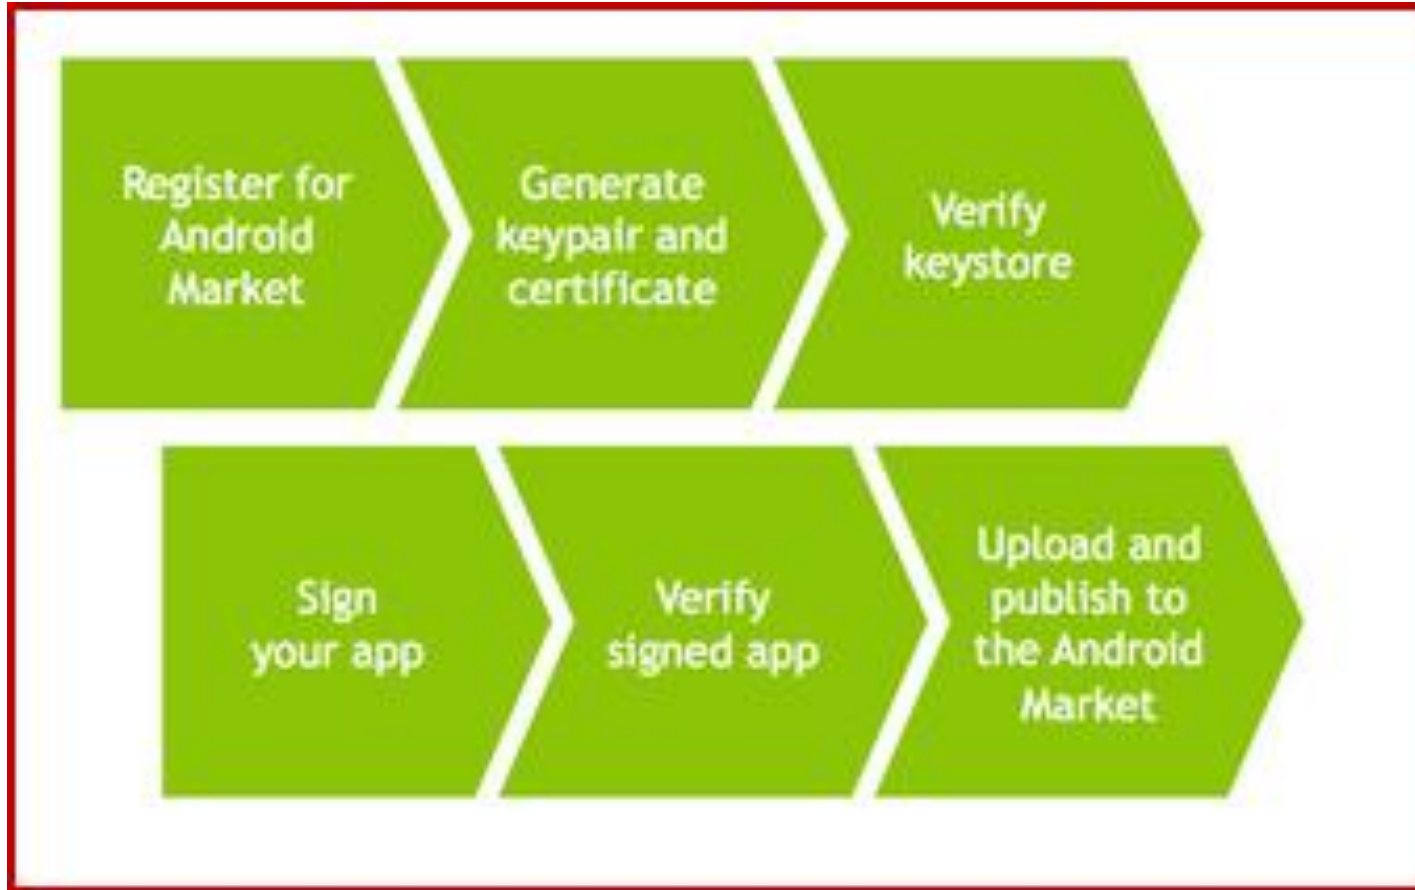 Register for
Android
Market
Generate
keypair and
certificate
Verify
keystore
Sign
your app
Verify
signed app
Upload and
publish to
the Android
Market